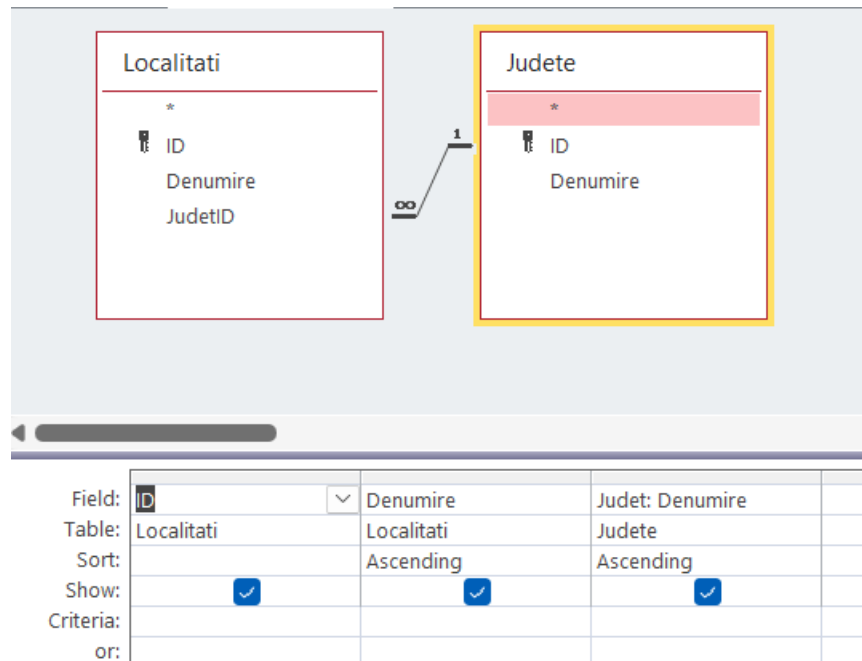 Localitati
*
ID
Denumire
JudetID
1
∞
Judete
*
ID
Denumire
Field: ID Denumire Judet: Denumire
Table: Localitati Localitati Judete
Sort: Ascending Ascending
Show:
Criteria:
or: